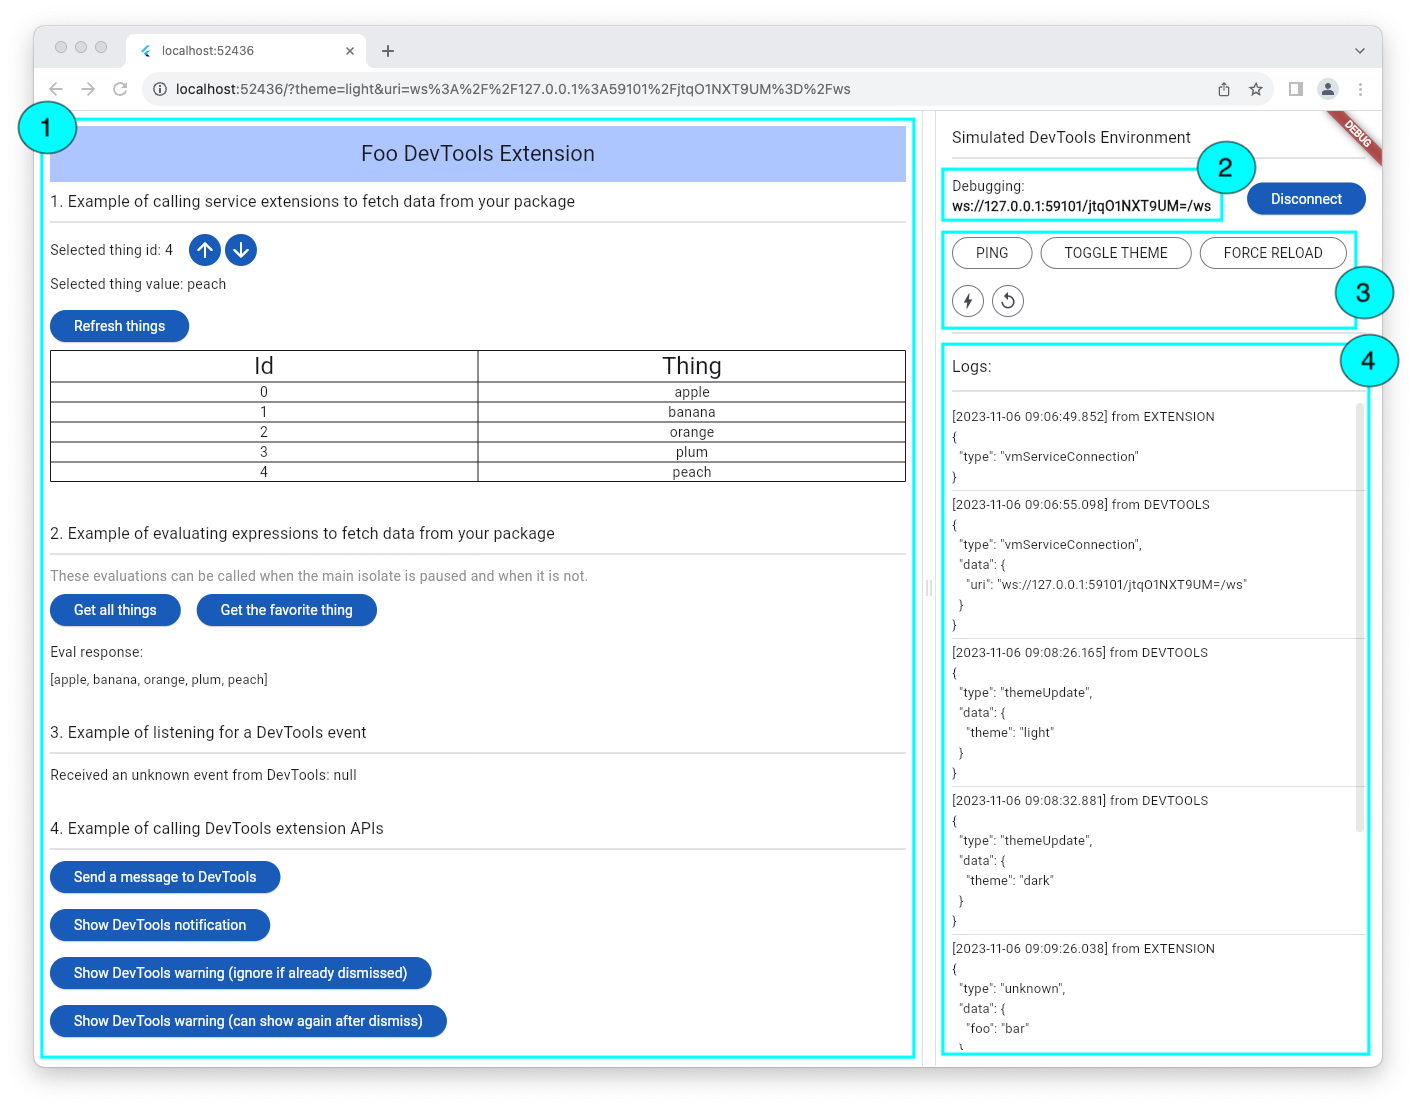 localhost:52436
localhost:52436/?theme=light&uri=ws%3A%2F%2F127.0.0.1%3A59101%2FjtqO1NXT9UM%3D%2Fws
1
Foo DevTools Extension
1. Example of calling service extensions to fetch data from your package
Selected thing id: 4
Selected thing value: peach
Refresh things
Id Thing
0 apple
1 banana
2 orange
3 plum
4 peach
2. Example of evaluating expressions to fetch data from your package
These evaluations can be called when the main isolate is paused and when it is not.
Get all things Get the favorite thing
Eval response:
[apple, banana, orange, plum, peach]
3. Example of listening for a DevTools event
Received an unknown event from DevTools: null
4. Example of calling DevTools extension APIs
Send a message to DevTools
Show DevTools notification
Show DevTools warning (ignore if already dismissed)
Show DevTools warning (can show again after dismiss)
Simulated DevTools Environment
DEBUG
2
Debugging:
ws://127.0.0.1:59101/jtqO1NXT9UM=/ws
Disconnect
PING TOGGLE THEME FORCE RELOAD
3
4
Logs:
[2023-11-06 09:06:49.852] from EXTENSION
{
"type": "vmServiceConnection"
}
[2023-11-06 09:06:55.098] from DEVTOOLS
{
"type": "vmServiceConnection",
"data": {
"uri": "ws://127.0.0.1:59101/jtqO1NXT9UM=/ws"
}
}
[2023-11-06 09:08:26.165] from DEVTOOLS
{
"type": "themeUpdate",
"data": {
"theme": "light"
}
}
[2023-11-06 09:08:32.881] from DEVTOOLS
{
"type": "themeUpdate",
"data": {
"theme": "dark"
}
}
[2023-11-06 09:09:26.038] from EXTENSION
{
"type": "unknown",
"data": {
"foo": "bar"
}